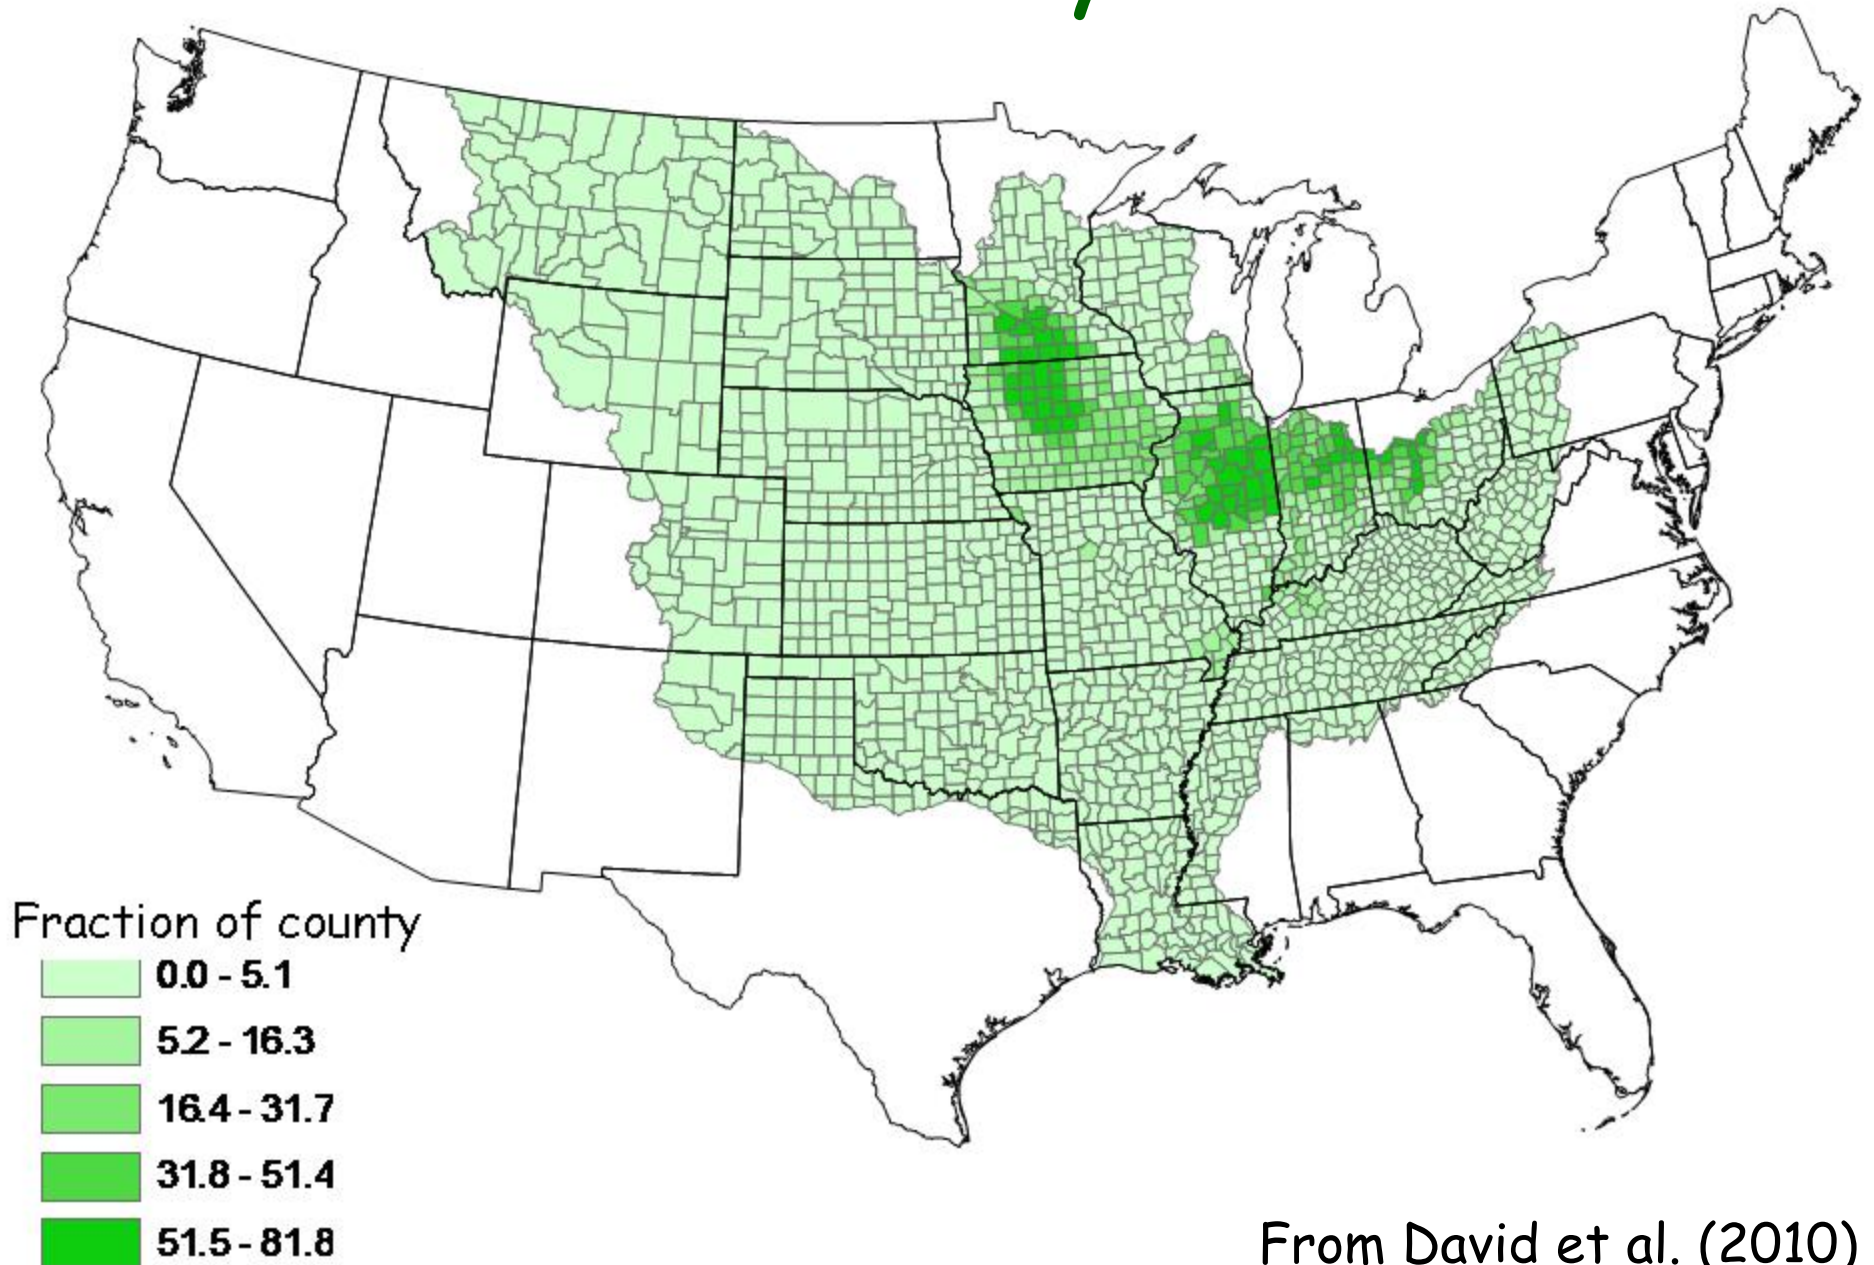 Fraction of county
0.0 - 5.1
5.2 - 16.3
16.4 - 31.7
31.8 - 51.4
51.5 - 81.8
From David et al. (2010)